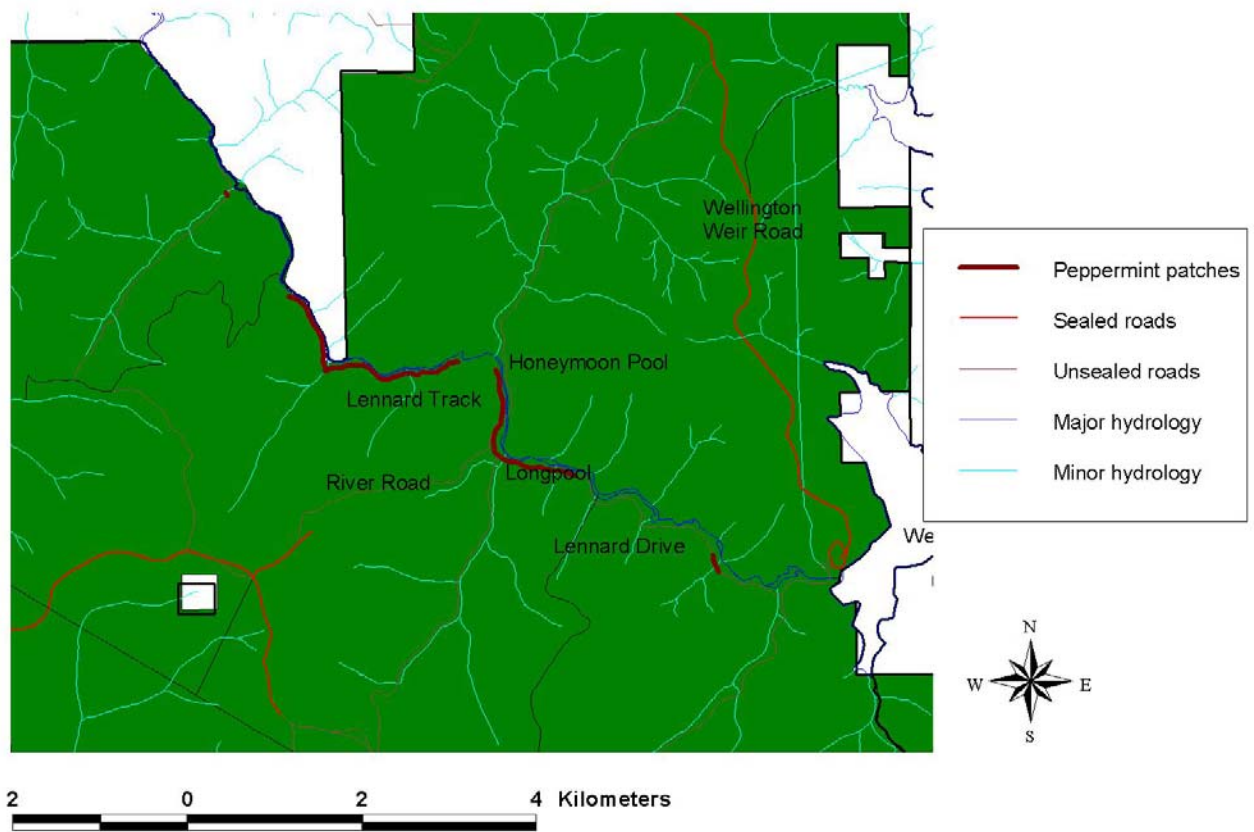 Wellington
Weir Road
Peppermint patches
Sealed roads
Unsealed roads
Major hydrology
Minor hydrology
Honeymoon Pool
Lennard Track
Longpool
River Road
Lennard Drive
We
N
W E
S
2 0 2 4 Kilometers